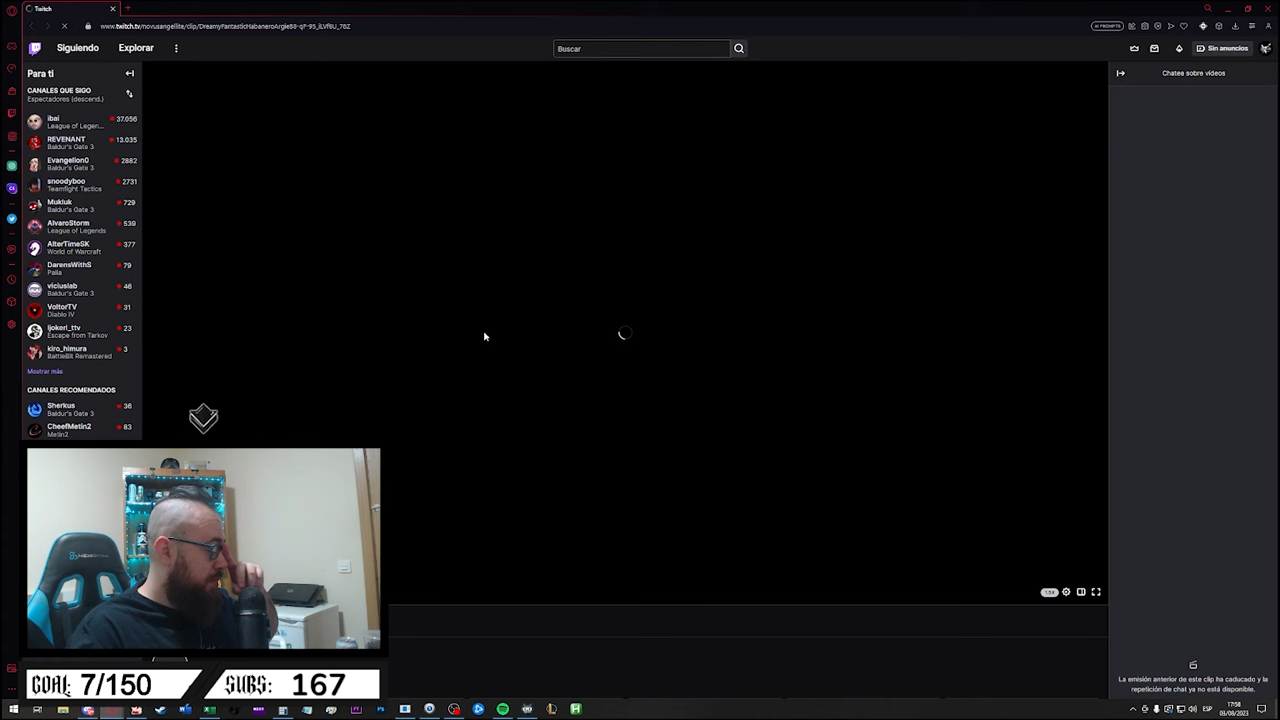 Twitch
www.twitch.tv/novusangellite/clip/DreamyFantasticHabaneroArgieB8-qF-95_iLVf8U_78Z
AI PROMPTS
Siguiendo
Explorar
Buscar
Sin anuncios
Para ti
CANALES QUE SIGO
Espectadores (descend.)
ibai 37.056
League of Legen...
REVENANT 13.035
Baldur's Gate 3
Evangelion0 2882
Baldur's Gate 3
snoodyboo 2731
Teamfight Tactics
Mukluk 729
Baldur's Gate 3
AlvaroStorm 539
League of Legends
AlterTimeSK 377
World of Warcraft
DarensWithS 79
Palia
viciuslab 46
Baldur's Gate 3
VoltorTV 31
Diablo IV
ljokerl_ttv 23
Escape from Tarkov
kiro_himura 3
BattleBit Remastered
Mostrar más
CANALES RECOMENDADOS
Sherkus 36
Baldur's Gate 3
CheefMetin2 83
Metin2
Chatea sobre vídeos
1.5X
La emisión anterior de este clip ha caducado y la
repetición de chat ya no está disponible.
GOAL: 7/150
SUBS: 167
ESP
17:58
03/08/2023